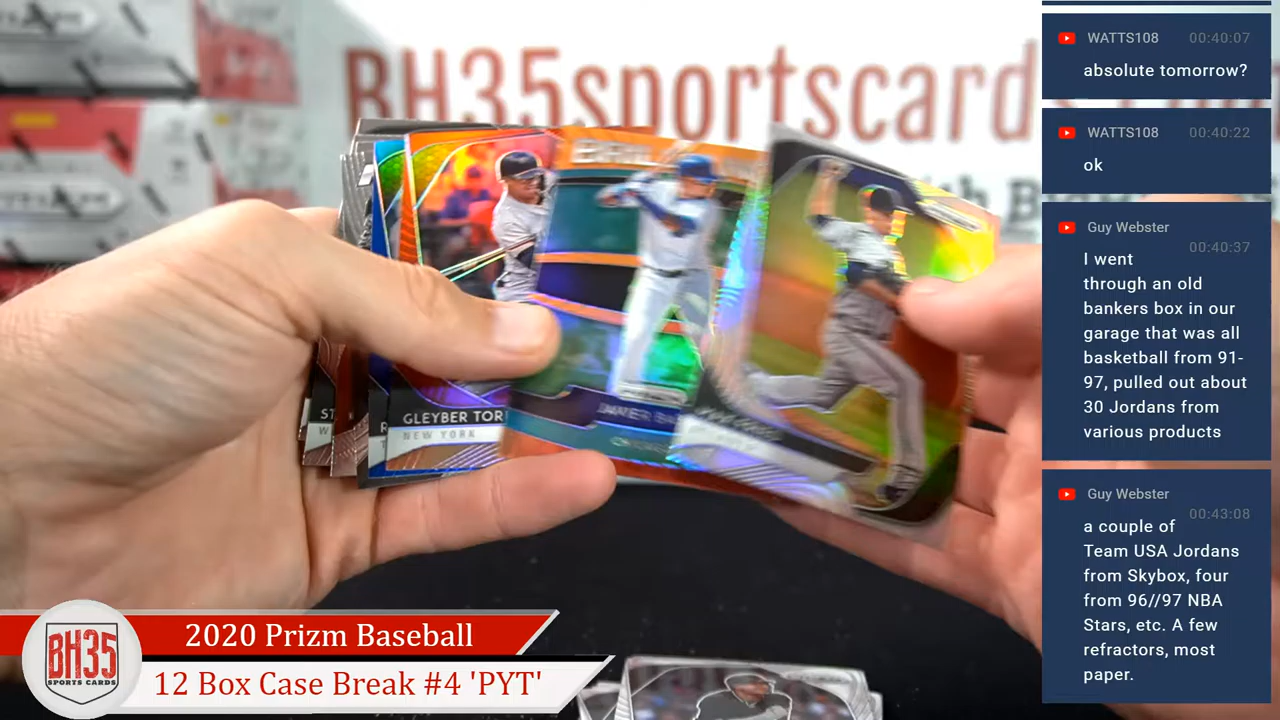 BH35sportscard
WATTS108 00:40:07
absolute tomorrow?
WATTS108 00:40:22
ok
Guy Webster 00:40:37
I went
through an old
bankers box in our
garage that was all
basketball from 91-
97, pulled out about
30 Jordans from
various products
Guy Webster 00:43:08
a couple of
Team USA Jordans
from Skybox, four
from 96//97 NBA
Stars, etc. A few
refractors, most
paper.
GLEYBER TOR
NEW YORK
BH35
SPORTS CARDS
2020 Prizm Baseball
12 Box Case Break #4 'PYT'